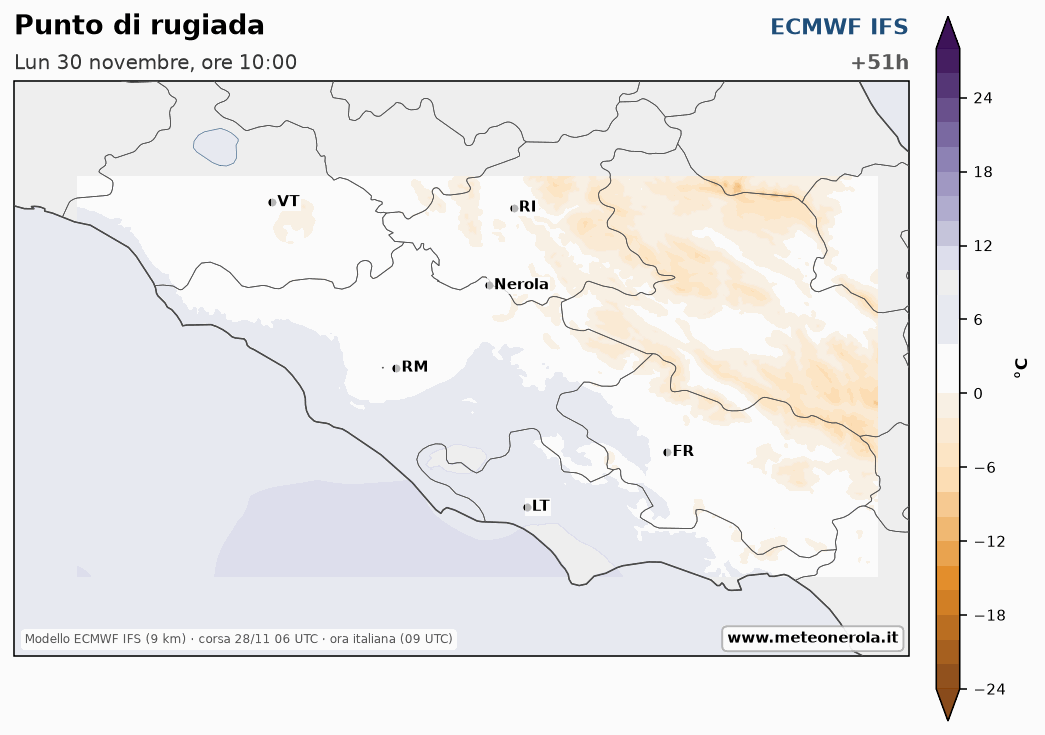 Punto di rugiada
ECMWF IFS
Lun 30 novembre, ore 10:00
+51h
VT
RI
Nerola
RM
FR
LT
24
18
12
6
0
−6
−12
−18
−24
°C
Modello ECMWF IFS (9 km) · corsa 28/11 06 UTC · ora italiana (09 UTC)
www.meteonerola.it